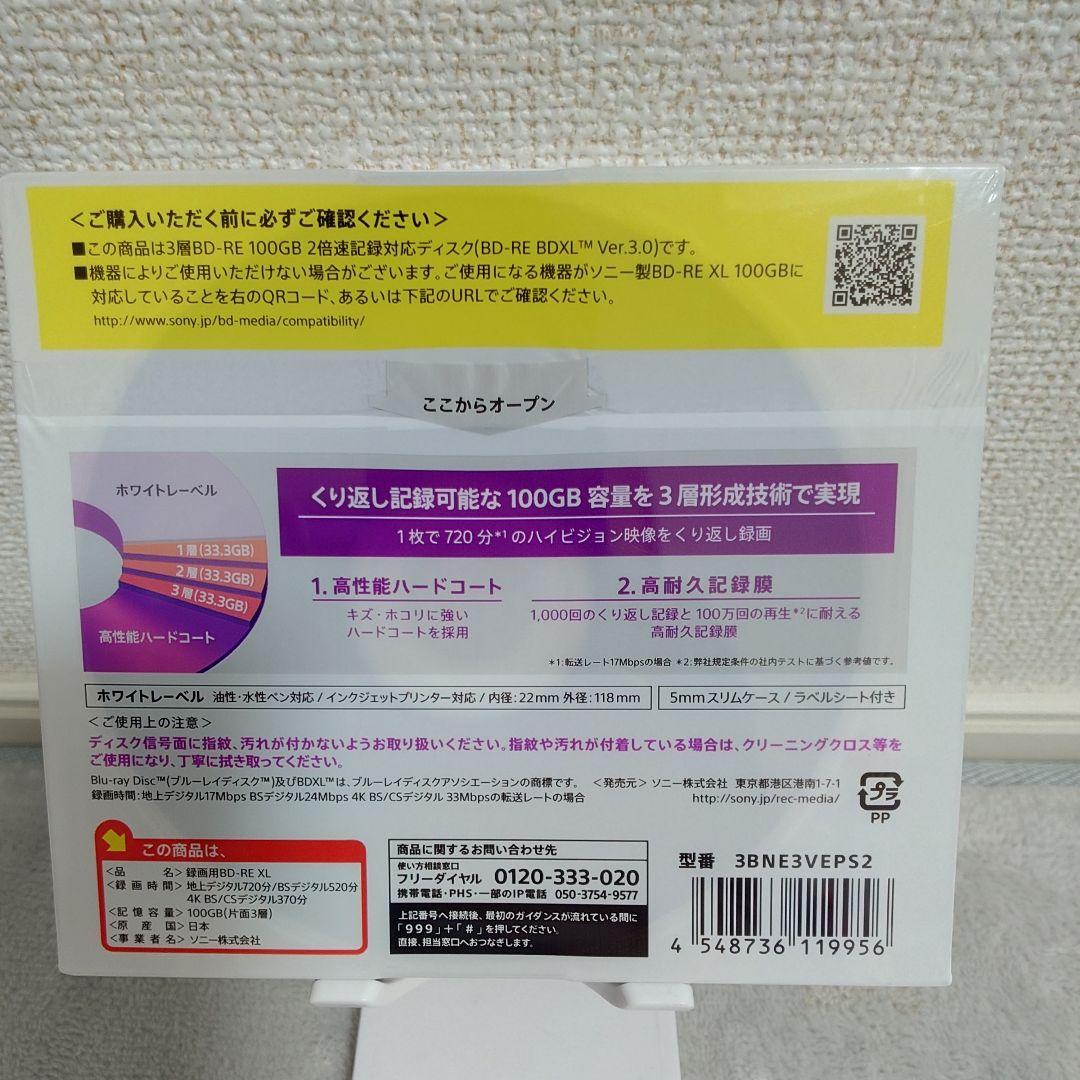 ＜ご購入いただく前に必ずご確認ください＞
■この商品は3層BD-RE 100GB 2倍速記録対応ディスク(BD-RE BDXL™ Ver.3.0)です。
■機器によりご使用いただけない場合がございます。ご使用になる機器がソニー製BD-RE XL 100GBに
対応していることを右のQRコード、あるいは下記のURLでご確認ください。
http://www.sony.jp/bd-media/compatibility/
ここからオープン
ホワイトレーベル
1層(33.3GB)
2層(33.3GB)
3層(33.3GB)
高性能ハードコート
くり返し記録可能な100GB容量を3層形成技術で実現
1枚で720分*1のハイビジョン映像をくり返し録画
1. 高性能ハードコート
キズ・ホコリに強い
ハードコートを採用
2. 高耐久記録膜
1,000回のくり返し記録と100万回の再生*2に耐える
高耐久記録膜
*1:転送レート17Mbpsの場合 *2:弊社規定条件の社内テストに基づく参考値です。
ホワイトレーベル 油性・水性ペン対応 / インクジェットプリンター対応 / 内径:22mm 外径:118mm
5mmスリムケース / ラベルシート付き
＜ご使用上の注意＞
ディスク信号面に指紋、汚れが付かないようお取り扱いください。指紋や汚れが付着している場合は、クリーニングクロス等を
ご使用になり、丁寧に拭き取ってください。
Blu-ray Disc™(ブルーレイディスク™)及びBDXL™は、ブルーレイディスクアソシエーションの商標です。 ＜発売元＞ ソニー株式会社 東京都港区港南1-7-1
録画時間:地上デジタル17Mbps BSデジタル24Mbps 4K BS/CSデジタル 33Mbpsの転送レートの場合 http://sony.jp/rec-media/
プラ
PP
この商品は、
＜品名＞ 録画用BD-RE XL
＜録画時間＞ 地上デジタル720分/BSデジタル520分
4K BS/CSデジタル370分
＜記憶容量＞ 100GB(片面3層)
＜原産国＞ 日本
＜事業者名＞ ソニー株式会社
商品に関するお問い合わせ先
使い方相談窓口
フリーダイヤル 0120-333-020
携帯電話・PHS・一部のIP電話 050-3754-9577
上記番号へ接続後、最初のガイダンスが流れている間に
「999」+「#」を押してください。
直接、担当窓口へおつなぎします。
型番 3BNE3VEPS2
4 548736 119956